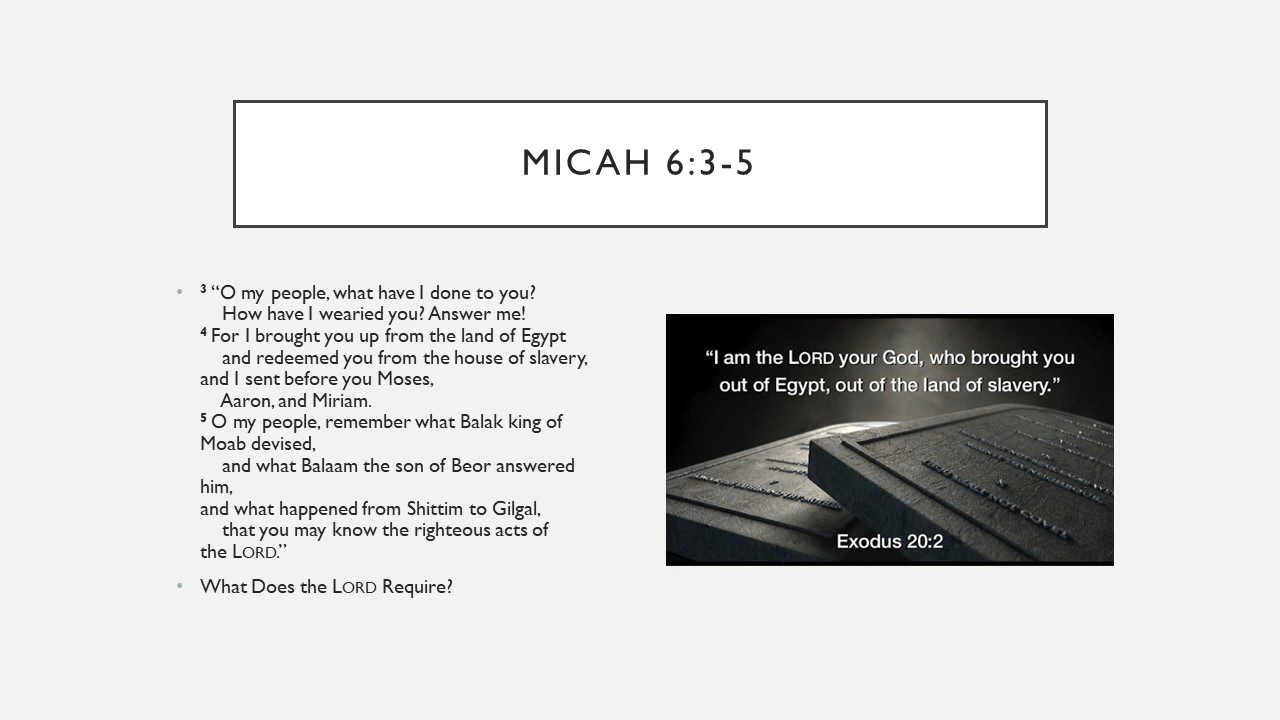 MICAH 6:3-5
• ³ “O my people, what have I done to you?
How have I wearied you? Answer me!
⁴ For I brought you up from the land of Egypt
and redeemed you from the house of slavery,
and I sent before you Moses,
Aaron, and Miriam.
⁵ O my people, remember what Balak king of
Moab devised,
and what Balaam the son of Beor answered
him,
and what happened from Shittim to Gilgal,
that you may know the righteous acts of
the LORD.”
• What Does the LORD Require?
“I am the LORD your God, who brought you
out of Egypt, out of the land of slavery.”
Exodus 20:2